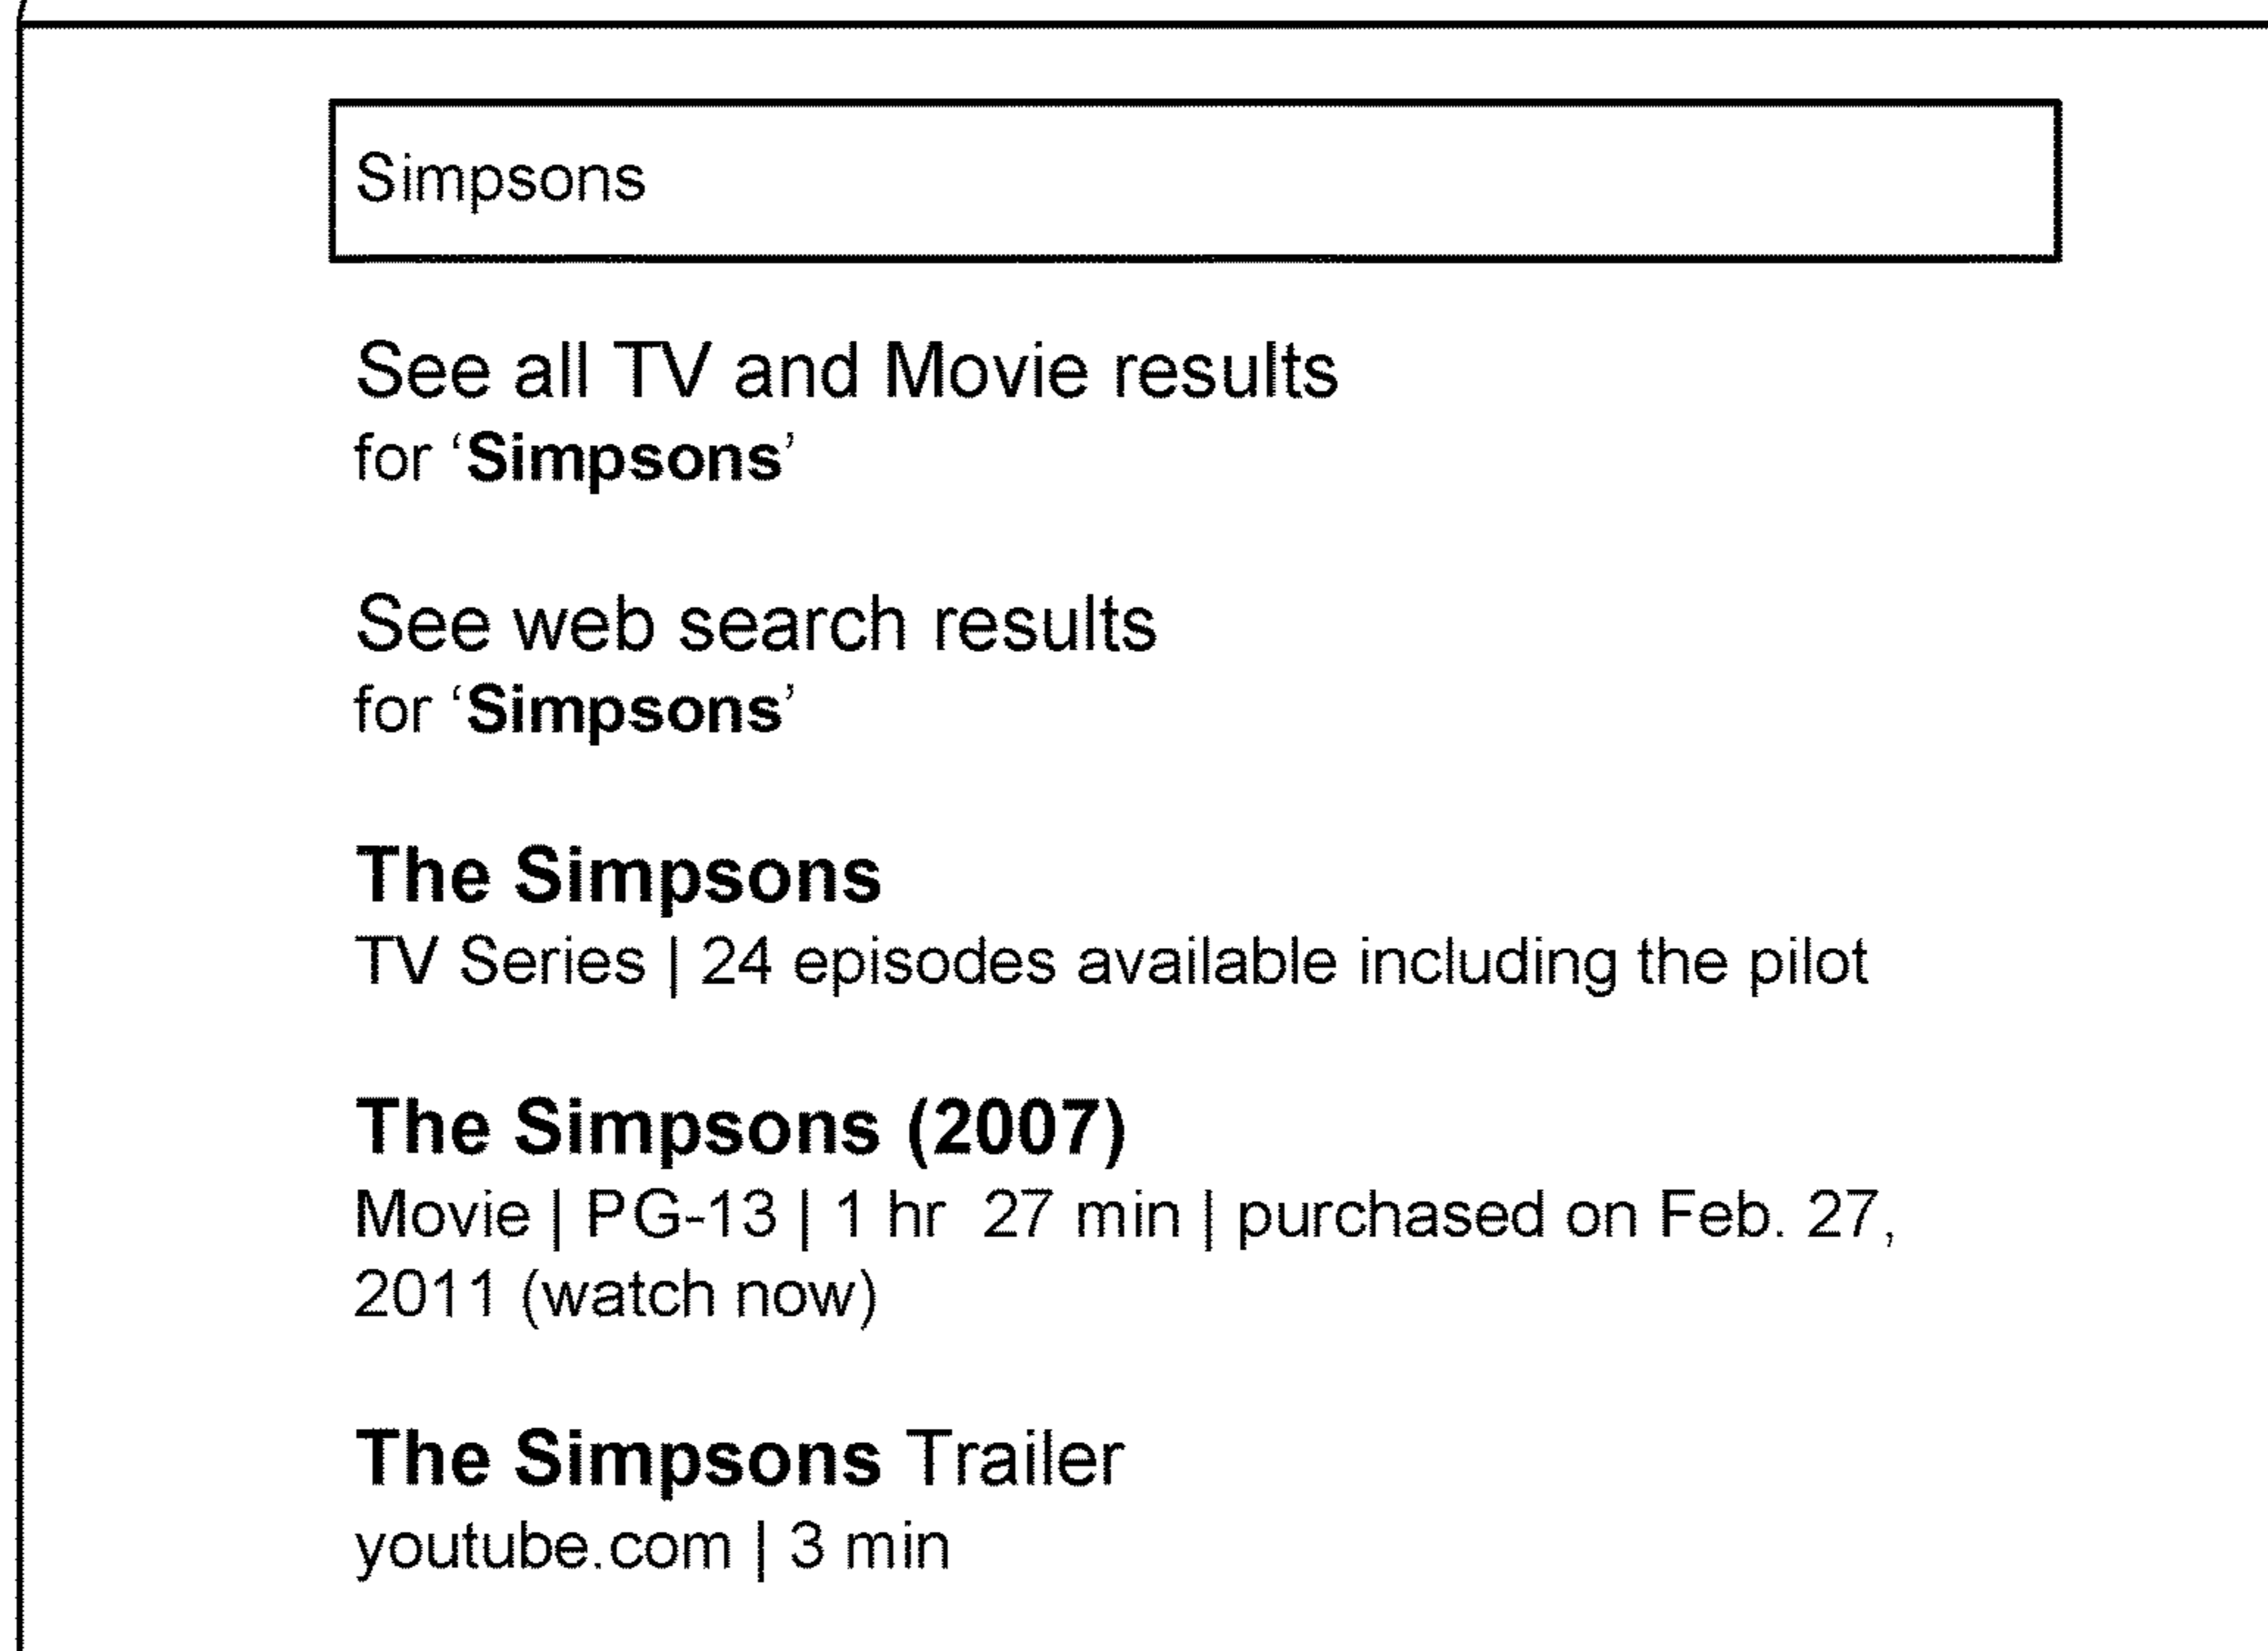 Simpsons
See all TV and Movie results
for ‘Simpsons’
See web search results
for ‘Simpsons’
The Simpsons
TV Series | 24 episodes available including the pilot
The Simpsons (2007)
Movie | PG-13 | 1 hr  27 min | purchased on Feb. 27,
2011 (watch now)
The Simpsons Trailer
youtube.com | 3 min